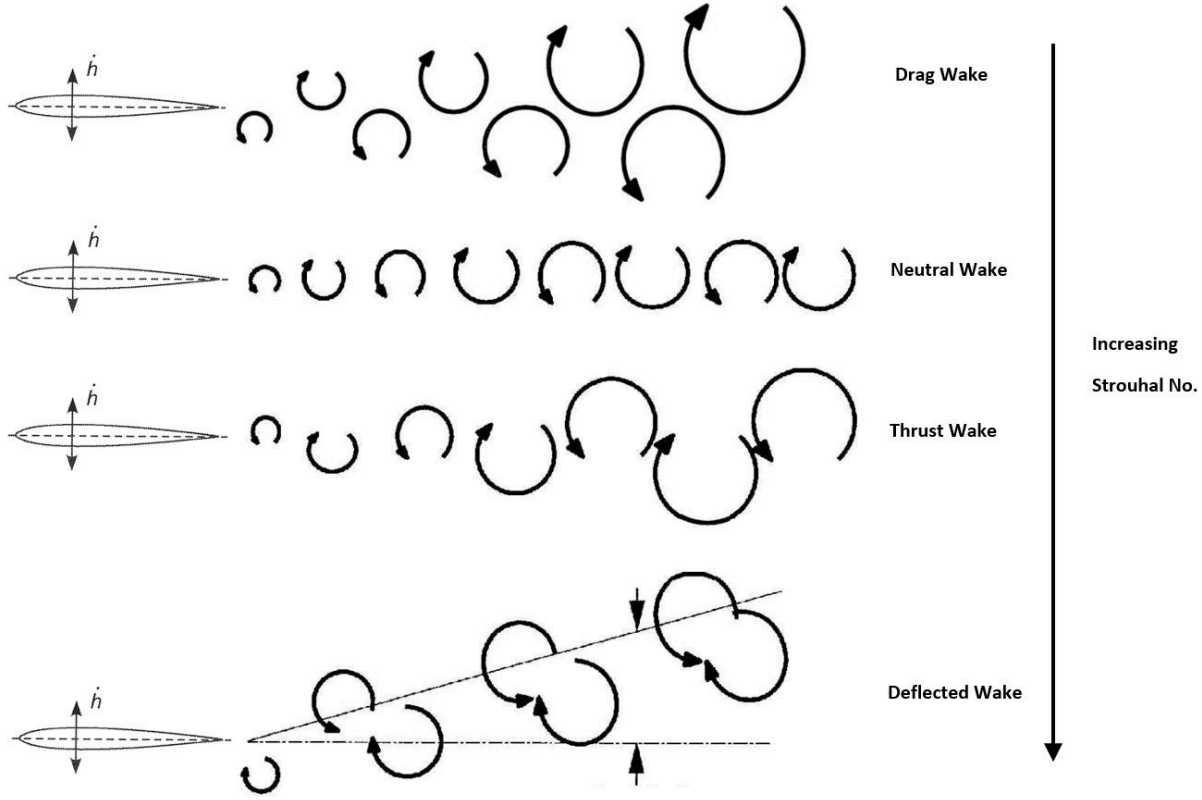 ḣ
Drag Wake
ḣ
Neutral Wake
Increasing
Strouhal No.
ḣ
Thrust Wake
ḣ
Deflected Wake